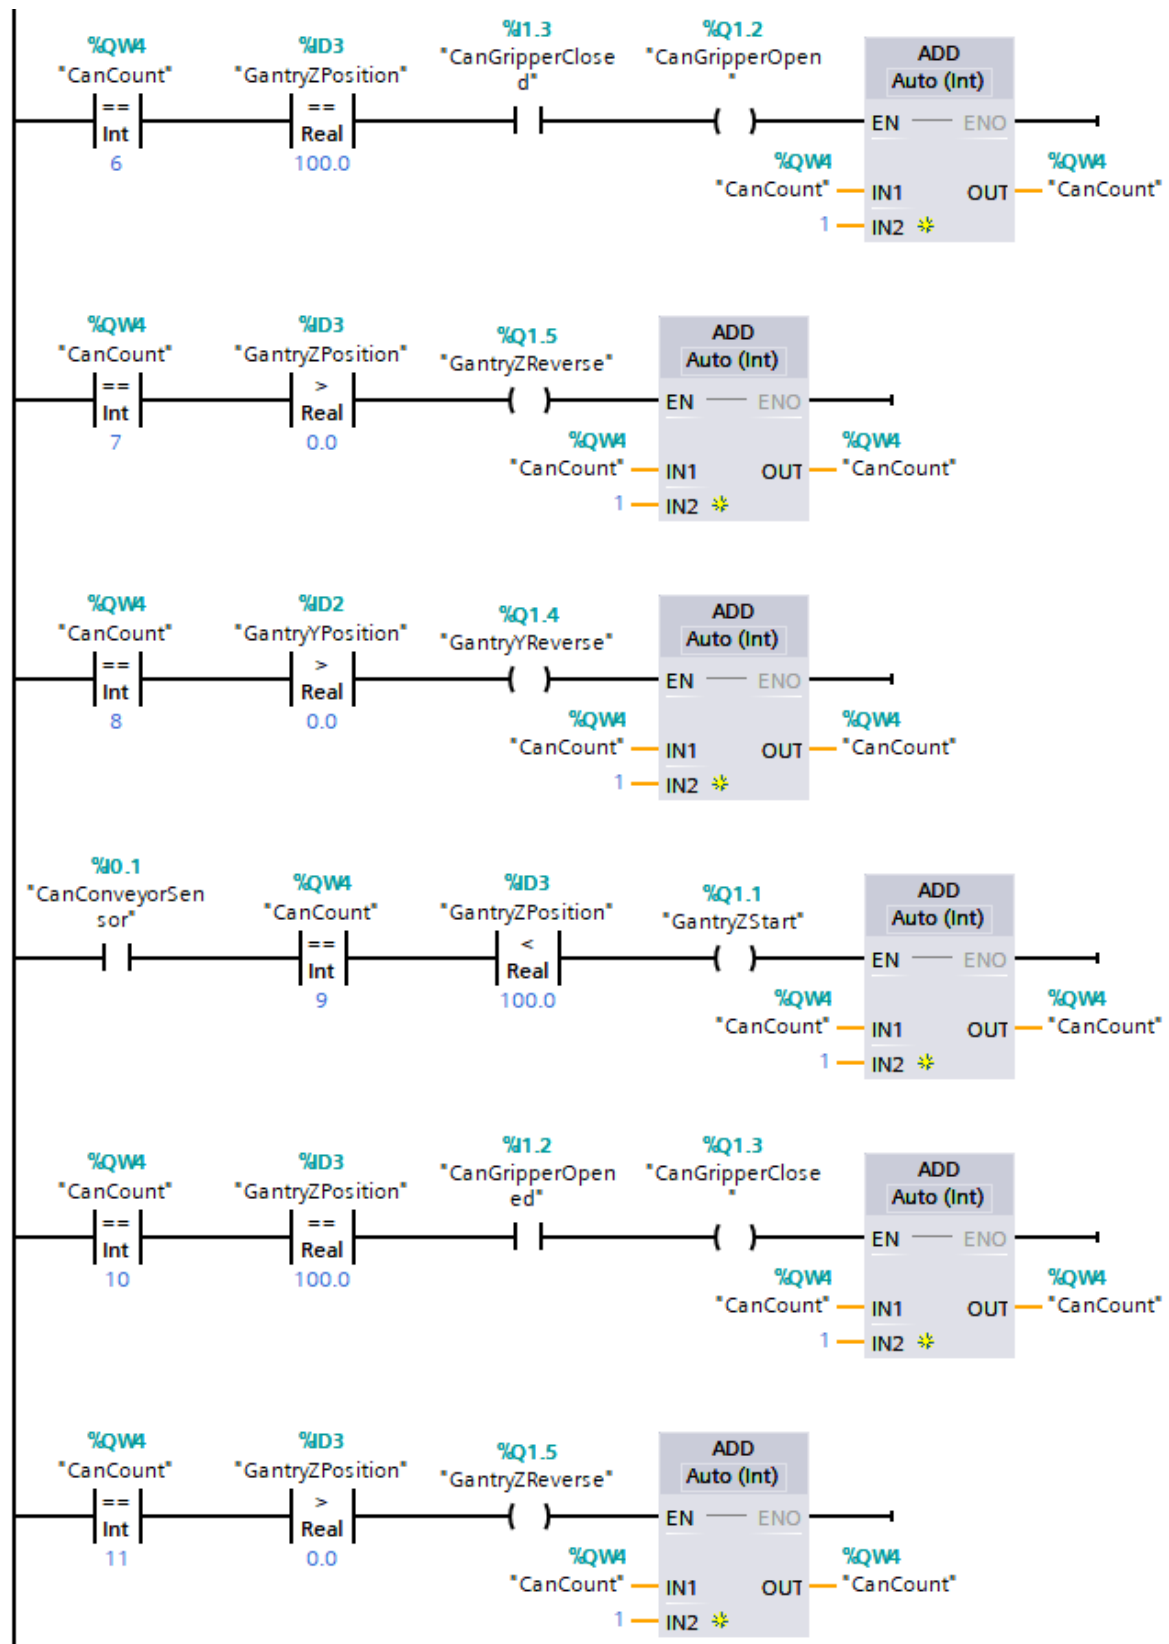 %QW4 %ID3 %I1.3 %Q1.2
"CanCount" "GantryZPosition" "CanGripperClose "CanGripperOpen ADD
d" " Auto (Int)
== ==
Int Real EN ENO
6 100.0 %QW4 %QW4
"CanCount" IN1 OUT "CanCount"
1 IN2
%QW4 %ID3 %Q1.5 ADD
"CanCount" "GantryZPosition" "GantryZReverse" Auto (Int)
== >
Int Real EN ENO
7 0.0 %QW4 %QW4
"CanCount" IN1 OUT "CanCount"
1 IN2
%QW4 %ID2 %Q1.4 ADD
"CanCount" "GantryYPosition" "GantryYReverse" Auto (Int)
== >
Int Real EN ENO
8 0.0 %QW4 %QW4
"CanCount" IN1 OUT "CanCount"
1 IN2
%I0.1 %QW4 %ID3 %Q1.1 ADD
"CanConveyorSen "CanCount" "GantryZPosition" "GantryZStart" Auto (Int)
sor"
== <
Int Real EN ENO
9 100.0 %QW4 %QW4
"CanCount" IN1 OUT "CanCount"
1 IN2
%QW4 %ID3 %I1.2 %Q1.3
"CanCount" "GantryZPosition" "CanGripperOpen "CanGripperClose ADD
ed" " Auto (Int)
== ==
Int Real EN ENO
10 100.0 %QW4 %QW4
"CanCount" IN1 OUT "CanCount"
1 IN2
%QW4 %ID3 %Q1.5 ADD
"CanCount" "GantryZPosition" "GantryZReverse" Auto (Int)
== >
Int Real EN ENO
11 0.0 %QW4 %QW4
"CanCount" IN1 OUT "CanCount"
1 IN2